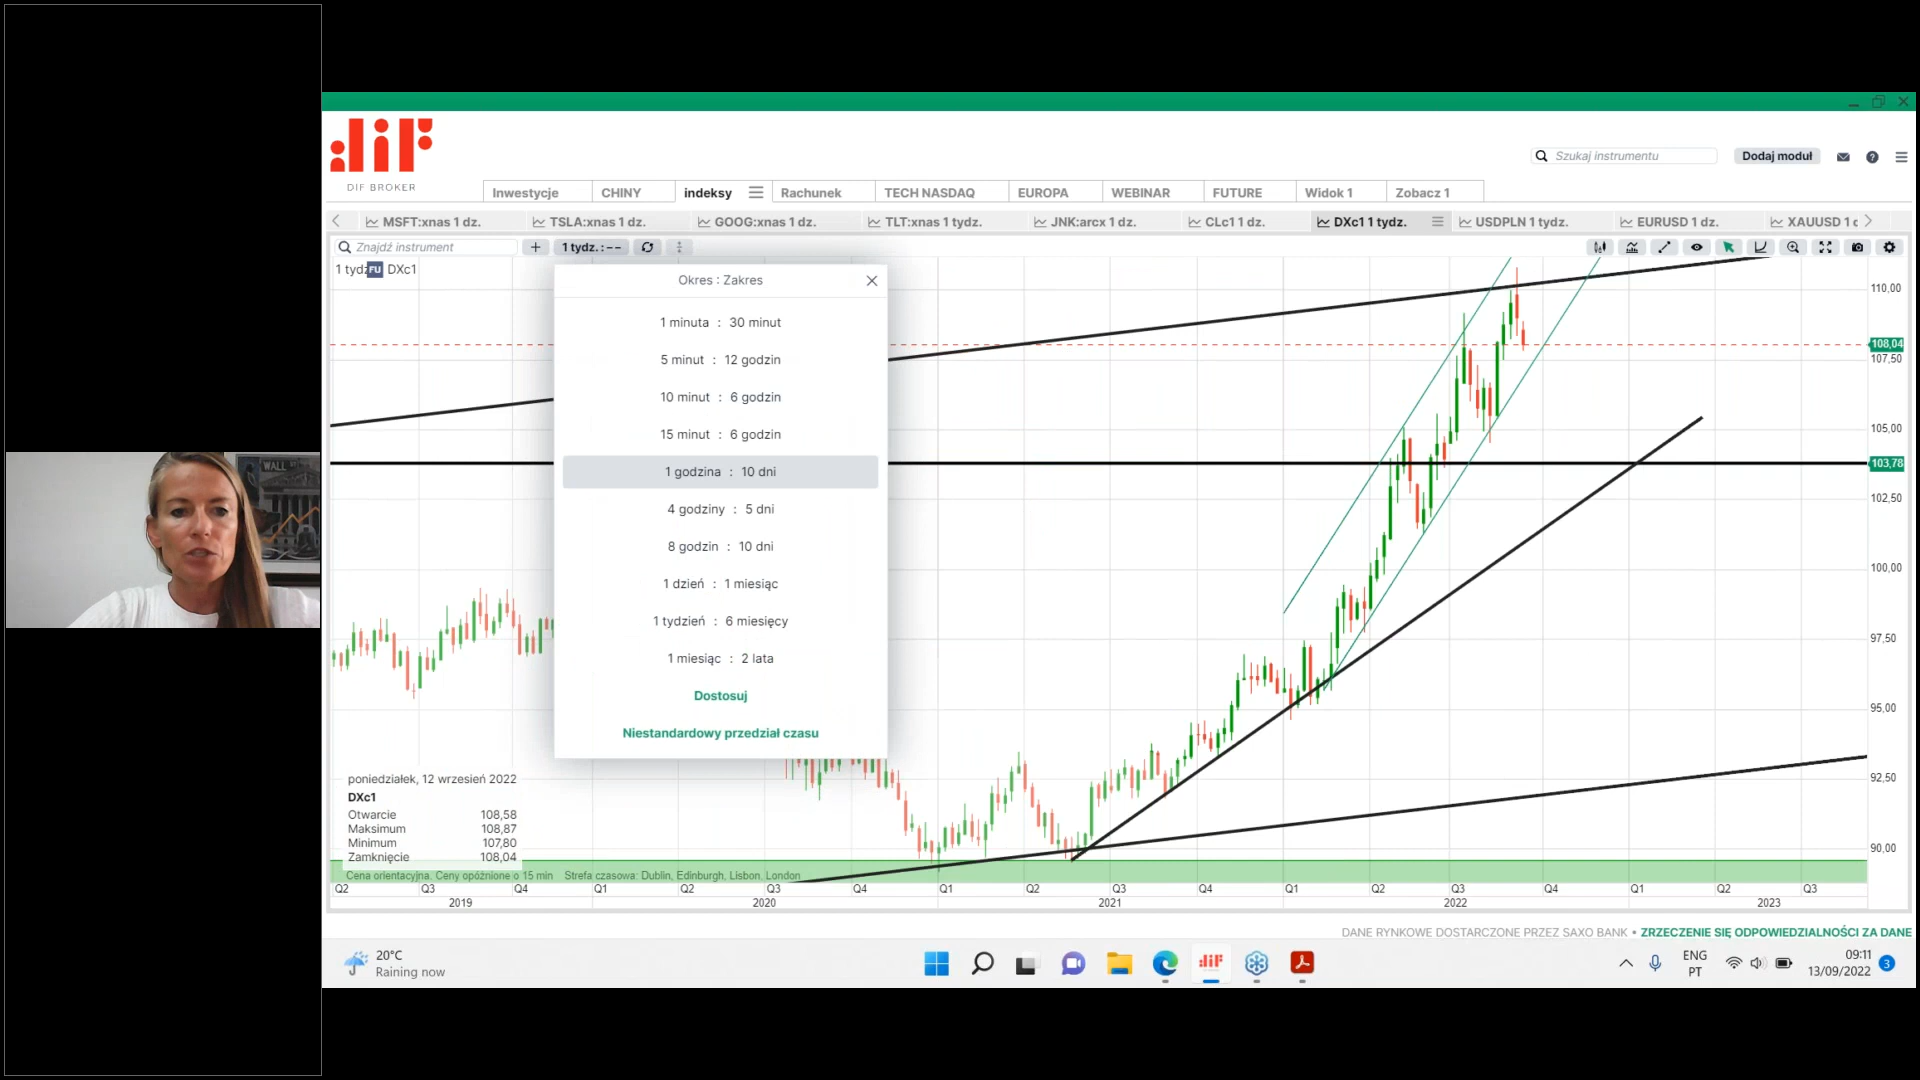 WALL
dif
DIF BROKER
Szukaj instrumentu
Dodaj moduł
Inwestycje
CHINY
indeksy
Rachunek
TECH NASDAQ
EUROPA
WEBINAR
FUTURE
Widok 1
Zobacz 1
MSFT:xnas 1 dz.
TSLA:xnas 1 dz.
GOOG:xnas 1 dz.
TLT:xnas 1 tydz.
JNK:arcx 1 dz.
CLc1 1 dz.
DXc1 1 tydz.
USDPLN 1 tydz.
EURUSD 1 dz.
XAUUSD 1 c
Znajdź instrument
1 tydz. : --
1 tydz FU DXc1
Okres : Zakres
1 minuta : 30 minut
5 minut : 12 godzin
10 minut : 6 godzin
15 minut : 6 godzin
1 godzina : 10 dni
4 godziny : 5 dni
8 godzin : 10 dni
1 dzień : 1 miesiąc
1 tydzień : 6 miesięcy
1 miesiąc : 2 lata
Dostosuj
Niestandardowy przedział czasu
110,00
108,04
107,50
105,00
103,78
102,50
100,00
97,50
95,00
92,50
90,00
poniedziałek, 12 wrzesień 2022
DXc1
Otwarcie 108,58
Maksimum 108,87
Minimum 107,80
Zamknięcie 108,04
Cena orientacyjna. Ceny opóźnione o 15 min Strefa czasowa: Dublin, Edinburgh, Lisbon, London
Q2 Q3 Q4 Q1 Q2 Q3 Q4 Q1 Q2 Q3 Q4 Q1 Q2 Q3 Q4 Q1 Q2 Q3
2019 2020 2021 2022 2023
DANE RYNKOWE DOSTARCZONE PRZEZ SAXO BANK • ZRZECZENIE SIĘ ODPOWIEDZIALNOŚCI ZA DANE
20°C
Raining now
dif
ENG
PT
09:11
13/09/2022
3